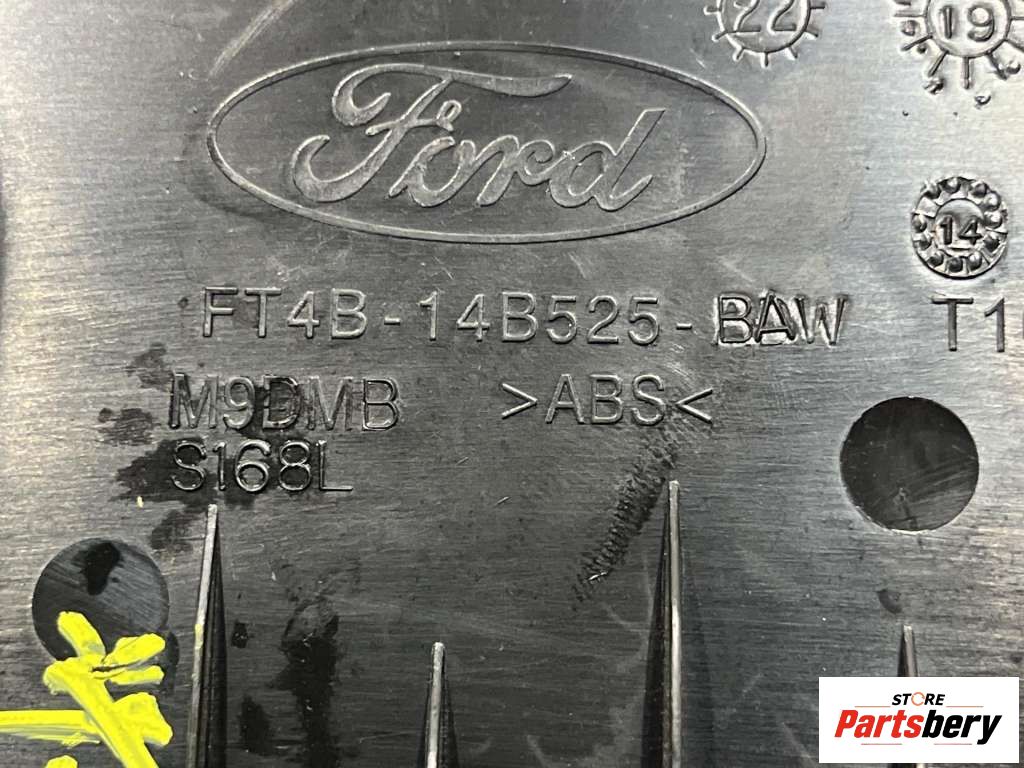 22
19
Ford
14
FT4B-14B525-BAW T1
M9DMB >ABS<
S168L
STORE
Partsbery